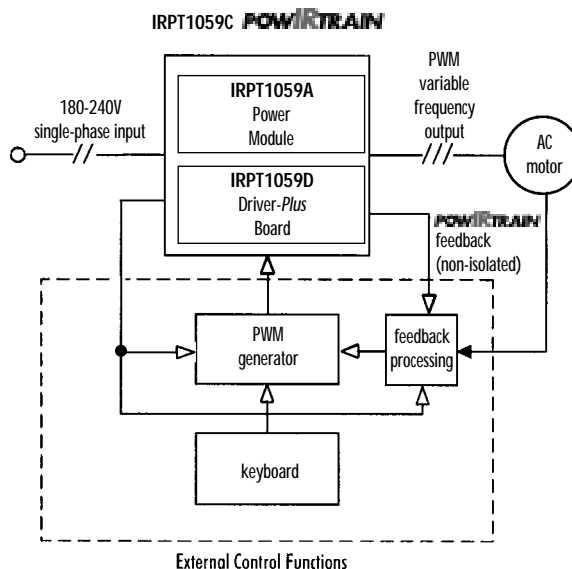 IRPT1059C POWIRTRAIN
IRPT1059A
Power
Module
IRPT1059D
Driver-Plus
Board
180-240V
single-phase input
PWM
variable
frequency
output
AC
motor
POWIRTRAIN
feedback
(non-isolated)
PWM
generator
feedback
processing
keyboard
External Control Functions